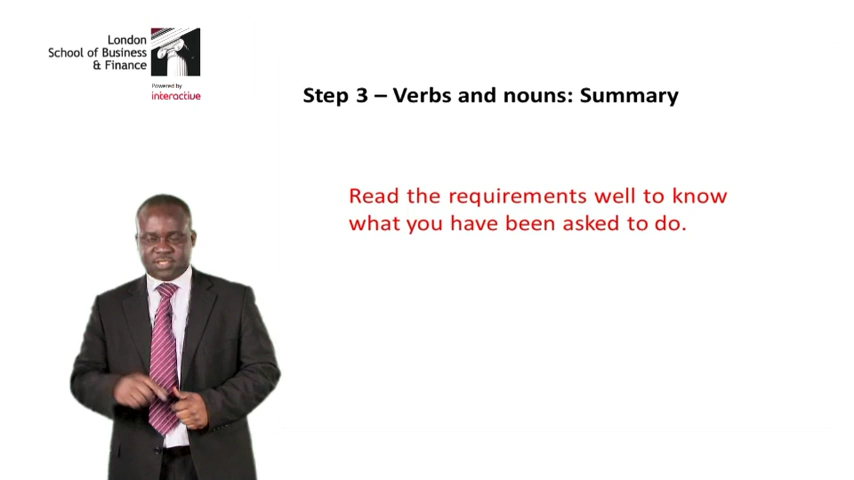 London
School of Business
& Finance
Powered by
interactive
Step 3 – Verbs and nouns: Summary
Read the requirements well to know
what you have been asked to do.